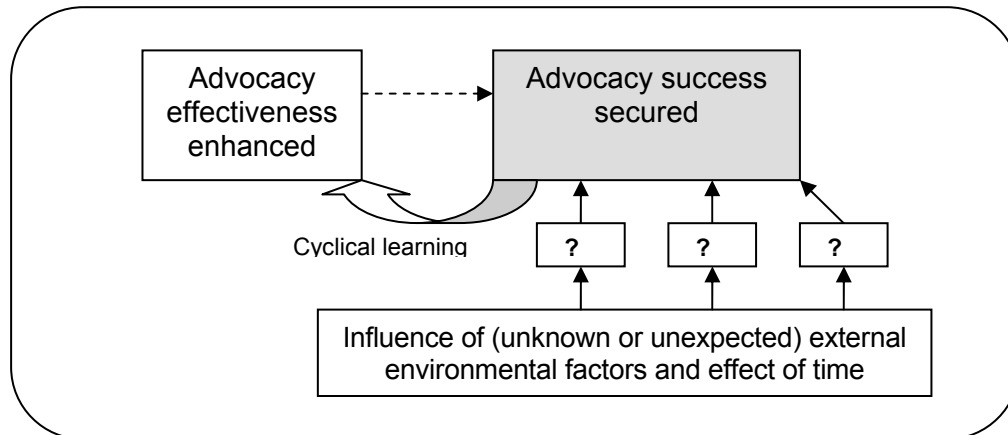 Advocacy
effectiveness
enhanced
Advocacy success
secured
Cyclical learning
?
?
?
Influence of (unknown or unexpected) external
environmental factors and effect of time